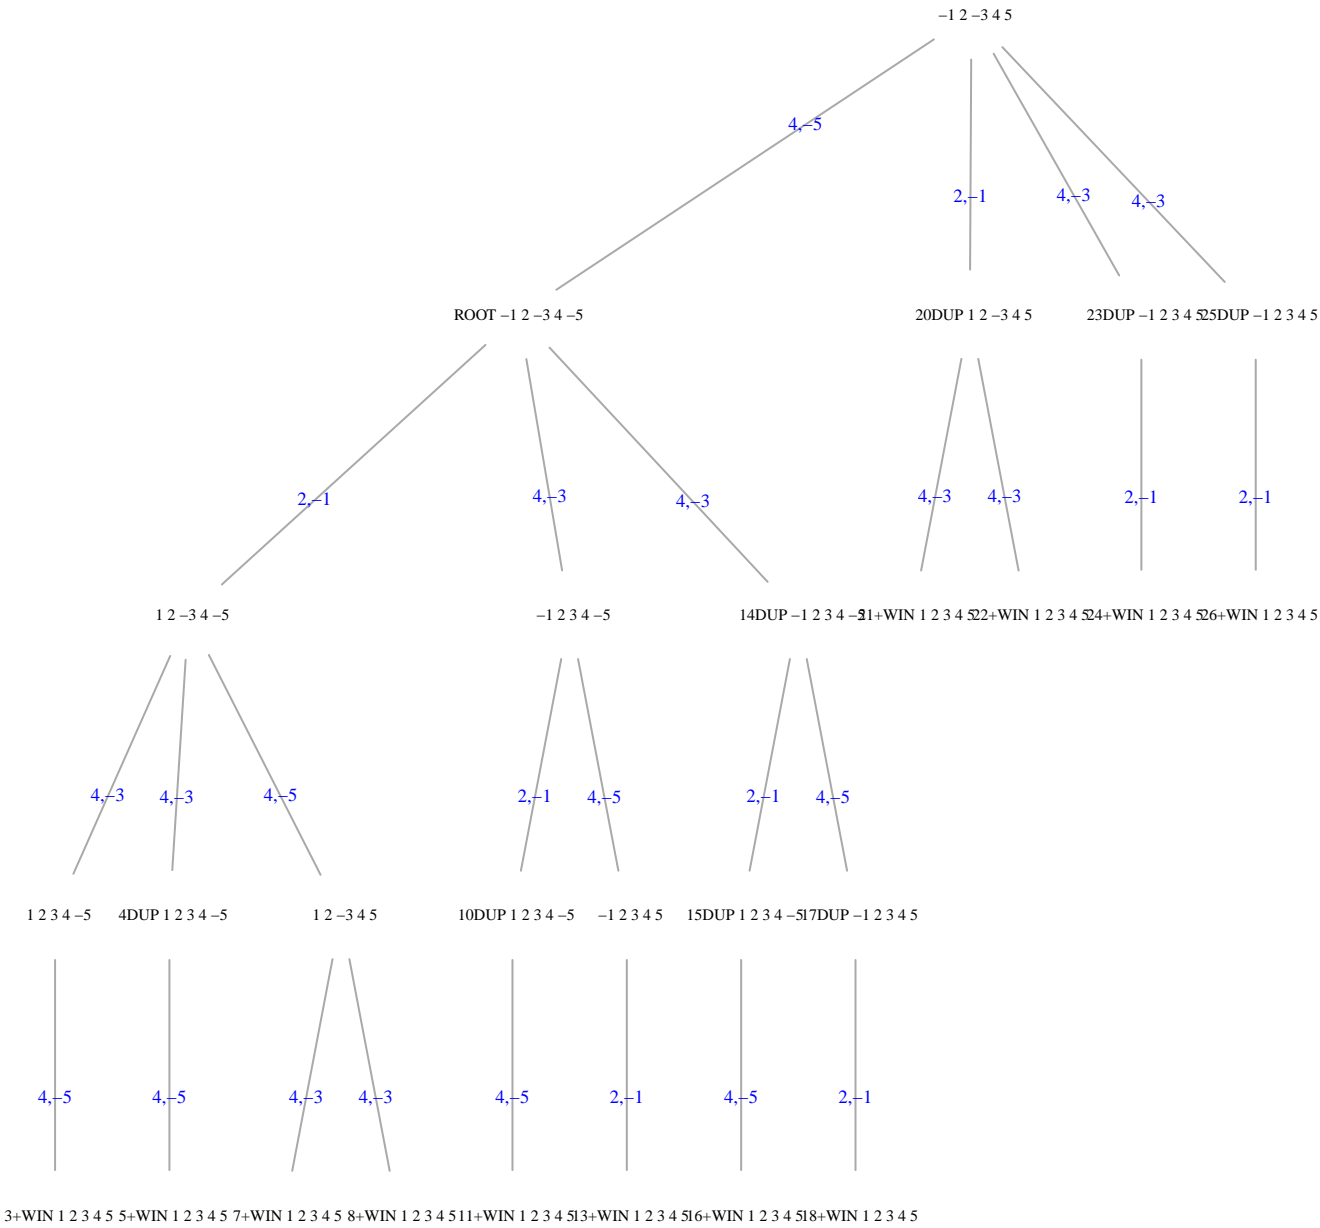 −1 2 −3 4 5
4,−5
2,−1 4,−3 4,−3
ROOT −1 2 −3 4 −5 20DUP 1 2 −3 4 5 23DUP −1 2 3 4 5 25DUP −1 2 3 4 5
2,−1 4,−3 4,−3 4,−3 4,−3 2,−1 2,−1
1 2 −3 4 −5 −1 2 3 4 −5 14DUP −1 2 3 4 −5 21+WIN 1 2 3 4 5 22+WIN 1 2 3 4 5 24+WIN 1 2 3 4 5 26+WIN 1 2 3 4 5
4,−3 4,−3 4,−5 2,−1 4,−5 2,−1 4,−5
1 2 3 4 −5 4DUP 1 2 3 4 −5 1 2 −3 4 5 10DUP 1 2 3 4 −5 −1 2 3 4 5 15DUP 1 2 3 4 −5 17DUP −1 2 3 4 5
4,−5 4,−5 4,−3 4,−3 4,−5 2,−1 4,−5 2,−1
3+WIN 1 2 3 4 5 5+WIN 1 2 3 4 5 7+WIN 1 2 3 4 5 8+WIN 1 2 3 4 5 11+WIN 1 2 3 4 5 13+WIN 1 2 3 4 5 16+WIN 1 2 3 4 5 18+WIN 1 2 3 4 5